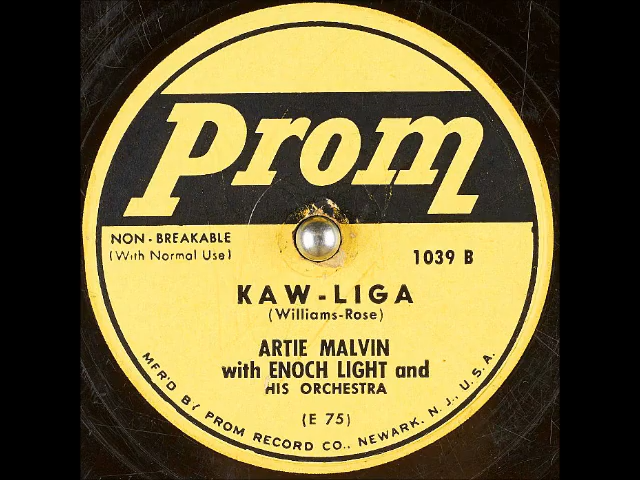 Prom
NON-BREAKABLE
(With Normal Use)
1039 B
KAW-LIGA
(Williams-Rose)
ARTIE MALVIN
with ENOCH LIGHT and
HIS ORCHESTRA
(E 75)
MFR'D BY PROM RECORD CO., NEWARK, N. J., U. S. A.